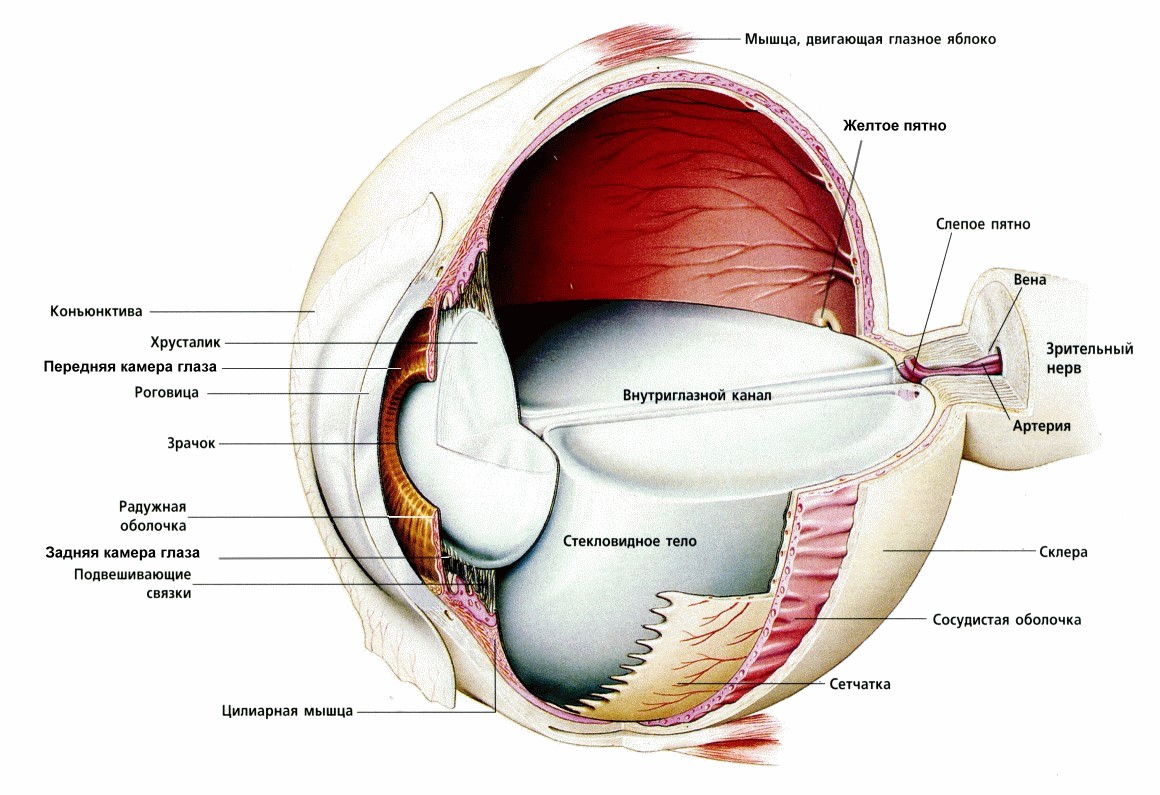 Мышца, двигающая глазное яблоко
Желтое пятно
Слепое пятно
Вена
Зрительный
нерв
Артерия
Конъюнктива
Хрусталик
Передняя камера глаза
Роговица
Зрачок
Внутриглазной канал
Радужная
оболочка
Задняя камера глаза
Подвешивающие
связки
Стекловидное тело
Склера
Сосудистая оболочка
Сетчатка
Цилиарная мышца